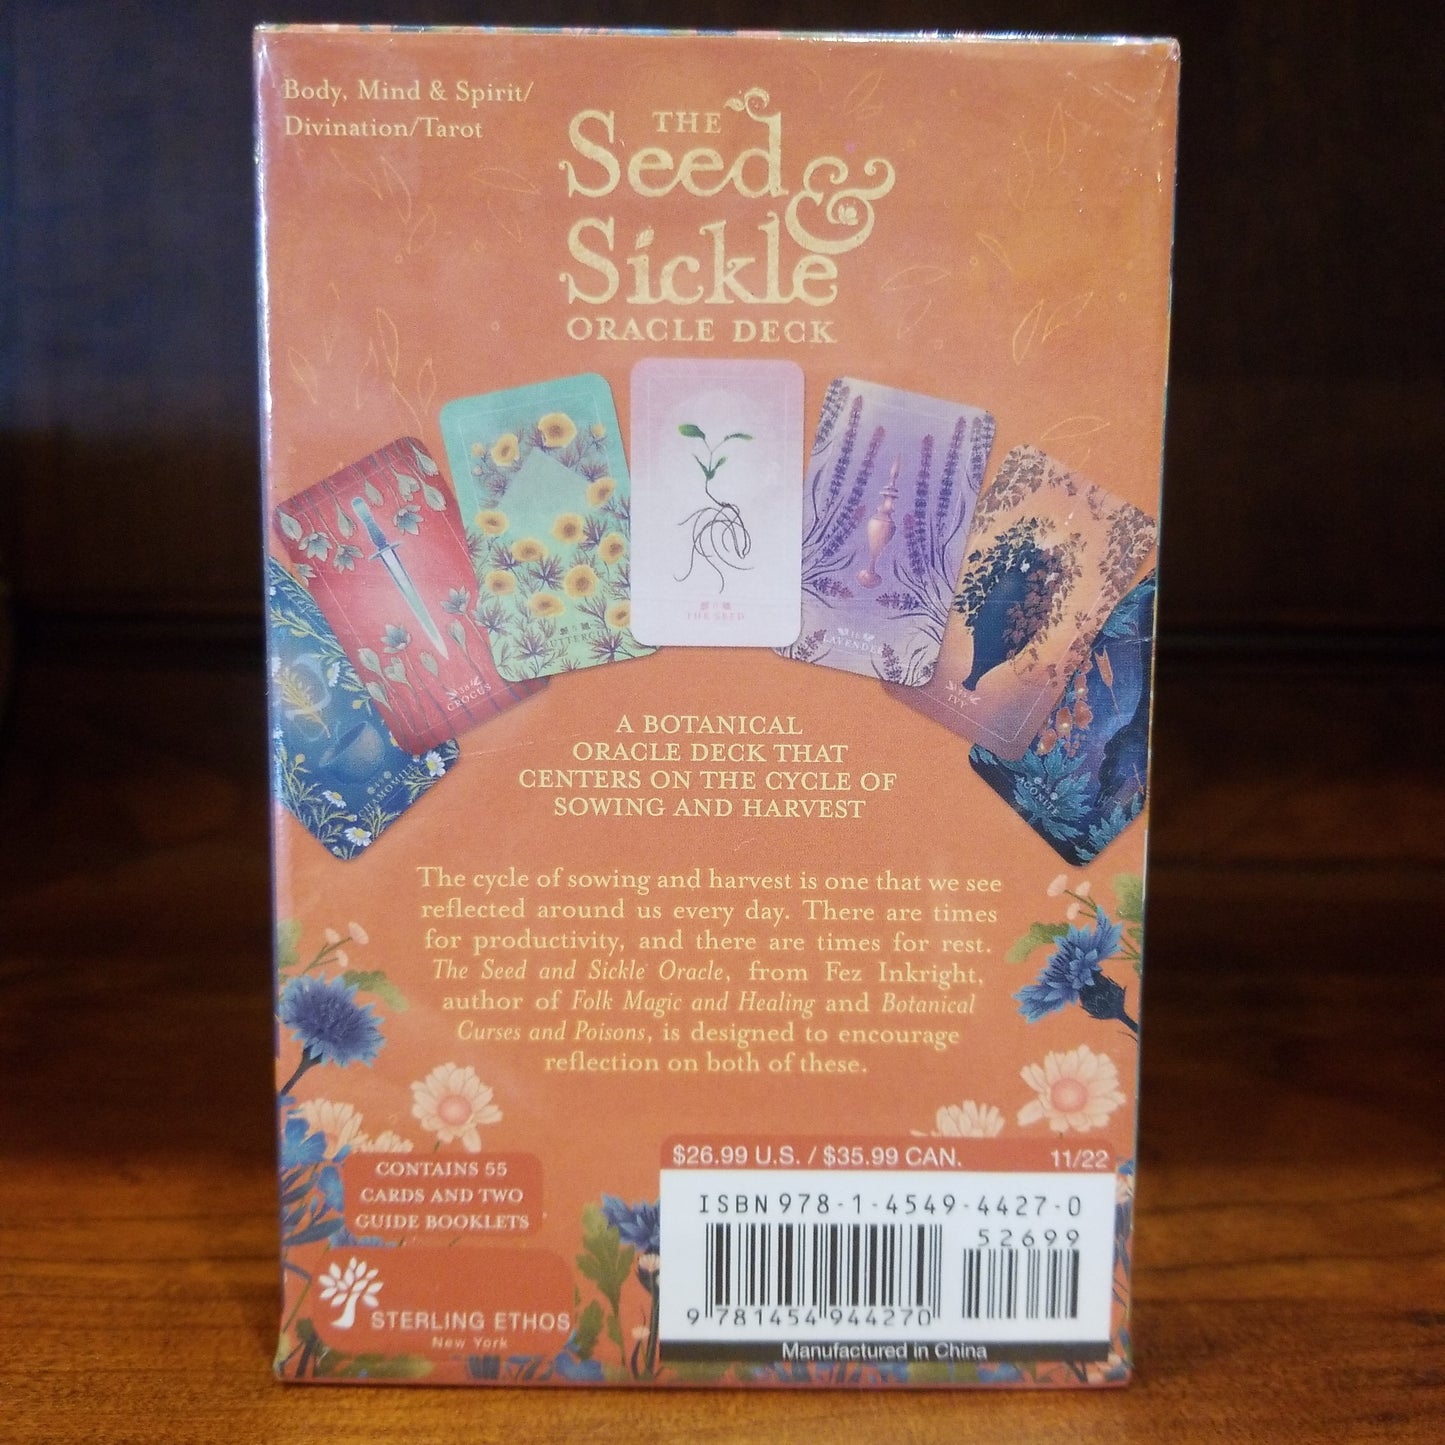 Body, Mind & Spirit/
Divination/Tarot
THE
Seed &
Sickle
ORACLE DECK
THE SEED
LAVENDER
38
CROCUS
IVY
A BOTANICAL
ORACLE DECK THAT
CENTERS ON THE CYCLE OF
SOWING AND HARVEST
The cycle of sowing and harvest is one that we see
reflected around us every day. There are times
for productivity, and there are times for rest.
The Seed and Sickle Oracle, from Fez Inkright,
author of Folk Magic and Healing and Botanical
Curses and Poisons, is designed to encourage
reflection on both of these.
CONTAINS 55
CARDS AND TWO
GUIDE BOOKLETS
STERLING ETHOS
New York
$26.99 U.S. / $35.99 CAN. 11/22
ISBN 978-1-4549-4427-0
52699
9 781454 944270
Manufactured in China